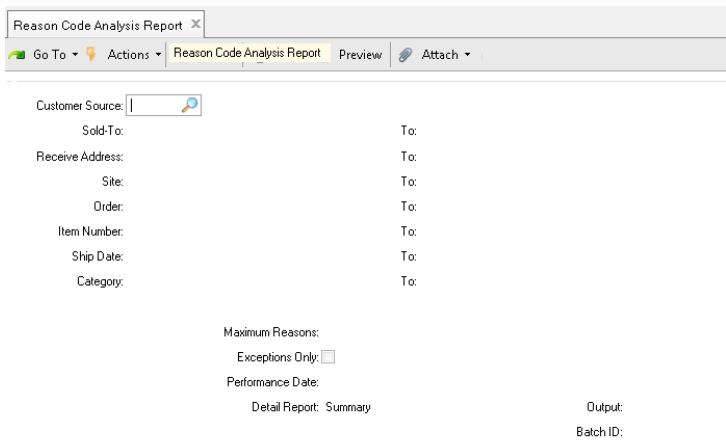 Reason Code Analysis Report X
Go To Actions Reason Code Analysis Report Preview Attach
Customer Source:
Sold-To: To:
Receive Address: To:
Site: To:
Order: To:
Item Number: To:
Ship Date: To:
Category: To:
Maximum Reasons:
Exceptions Only:
Performance Date:
Detail Report: Summary Output:
Batch ID: